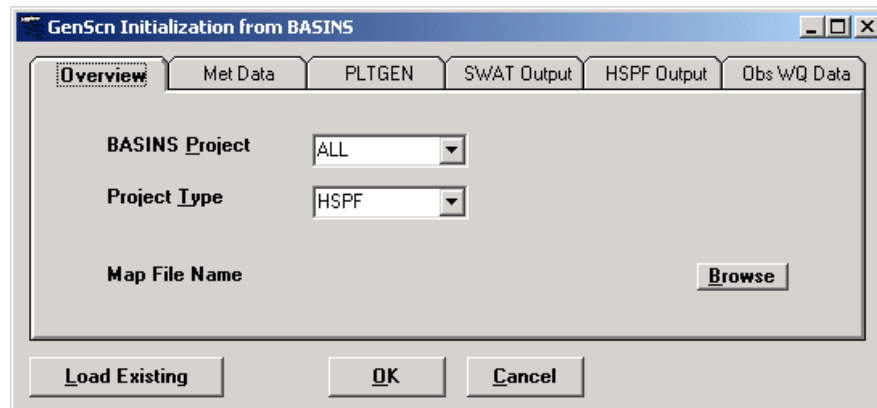 GenScn Initialization from BASINS
Overview Met Data PLTGEN SWAT Output HSPF Output Obs WQ Data
BASINS Project ALL
Project Type HSPF
Map File Name Browse
Load Existing OK Cancel